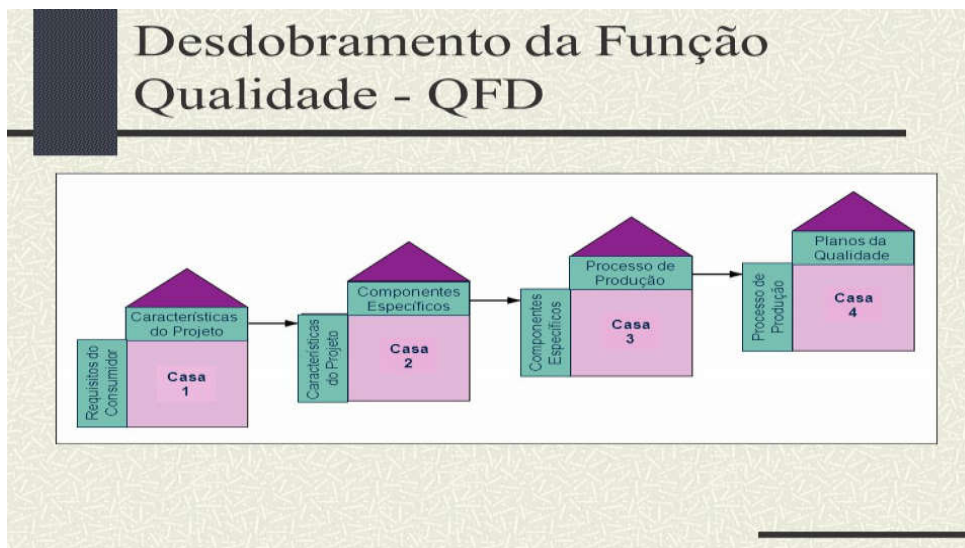 Desdobramento da Função
Qualidade - QFD
Requisitos do
Consumidor
Características
do Projeto
Casa
1
Características
do Projeto
Componentes
Específicos
Casa
2
Componentes
Específicos
Processo de
Produção
Casa
3
Processo de
Produção
Planos da
Qualidade
Casa
4